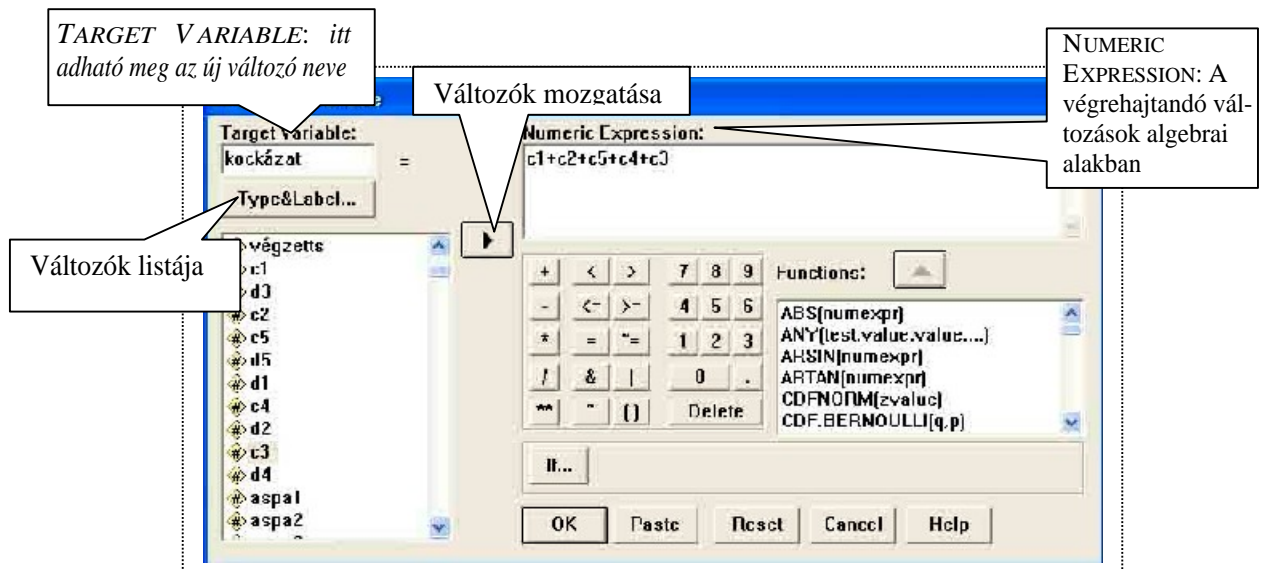 TARGET VARIABLE: itt
adható meg az új változó neve
Változók mozgatása
NUMERIC
EXPRESSION: A
végrehajtandó vál-
tozások algebrai
alakban
Target Variable:
kockázat
=
Numeric Expression:
c1+c2+c5+c4+c3
Type&Label...
Változók listája
végzetts
c1
d3
c2
c5
d5
d1
c4
d2
c3
d4
aspa1
aspa2
+ < > 7 8 9
- <= >= 4 5 6
* = ~= 1 2 3
/ & | 0 .
** ~ () Delete
Functions:
ABS(numexpr)
ANY(test,value,value,...)
ARSIN(numexpr)
ARTAN(numexpr)
CDFNORM(zvalue)
CDF.BERNOULLI(q,p)
If...
OK
Paste
Reset
Cancel
Help